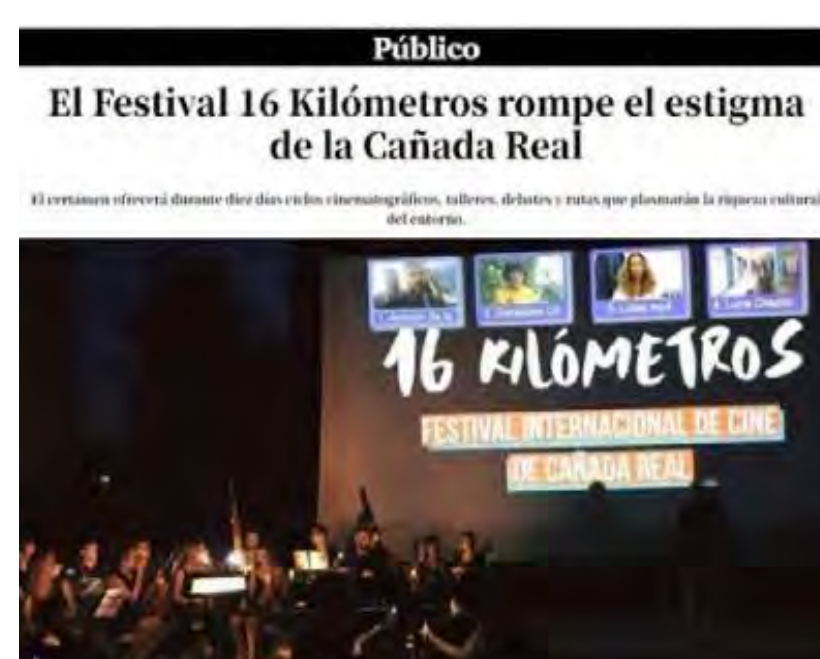 Público
El Festival 16 Kilómetros rompe el estigma
de la Cañada Real
El certamen ofrecerá durante diez días ciclos cinematográficos, talleres, debates y rutas que plasmarán la riqueza cultural
del entorno.
16 KILÓMETROS
FESTIVAL INTERNACIONAL DE CINE
DE CAÑADA REAL